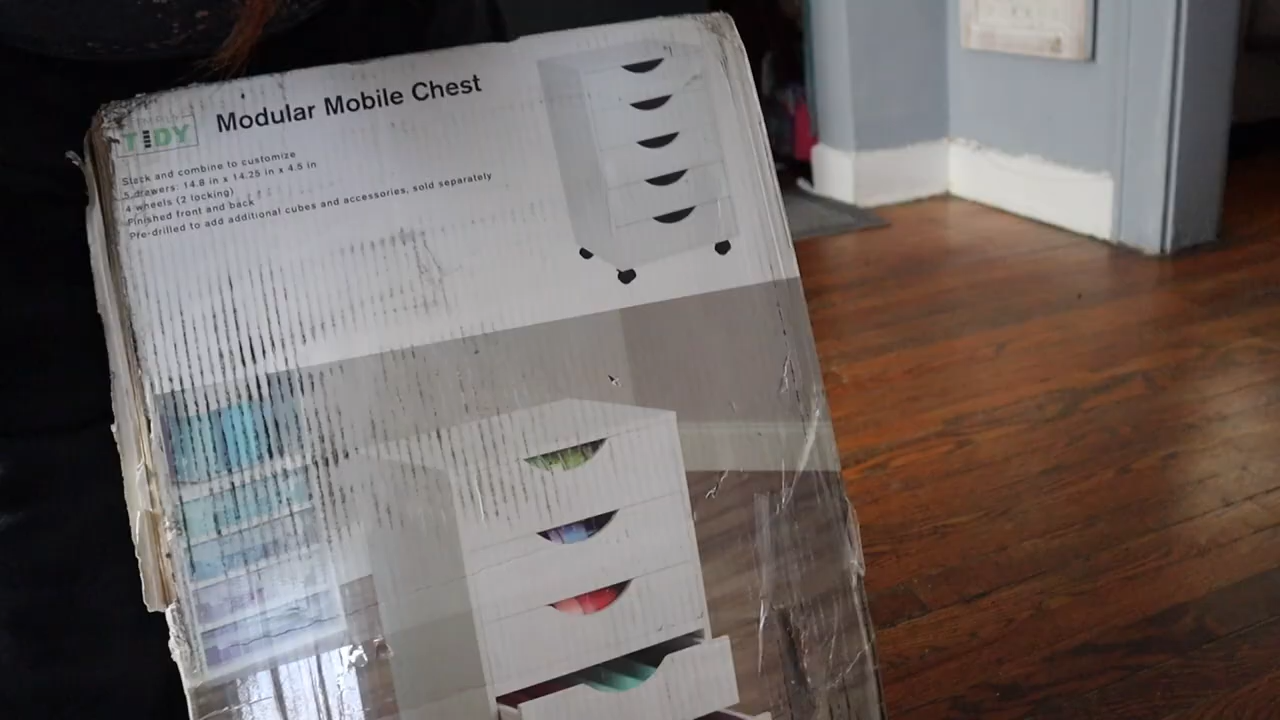 SIMPLY
TIDY
Modular Mobile Chest
Stack and combine to customize
5 drawers: 14.8 in x 14.25 in x 4.5 in
4 wheels (2 locking)
Finished front and back
Pre-drilled to add additional cubes and accessories, sold separately